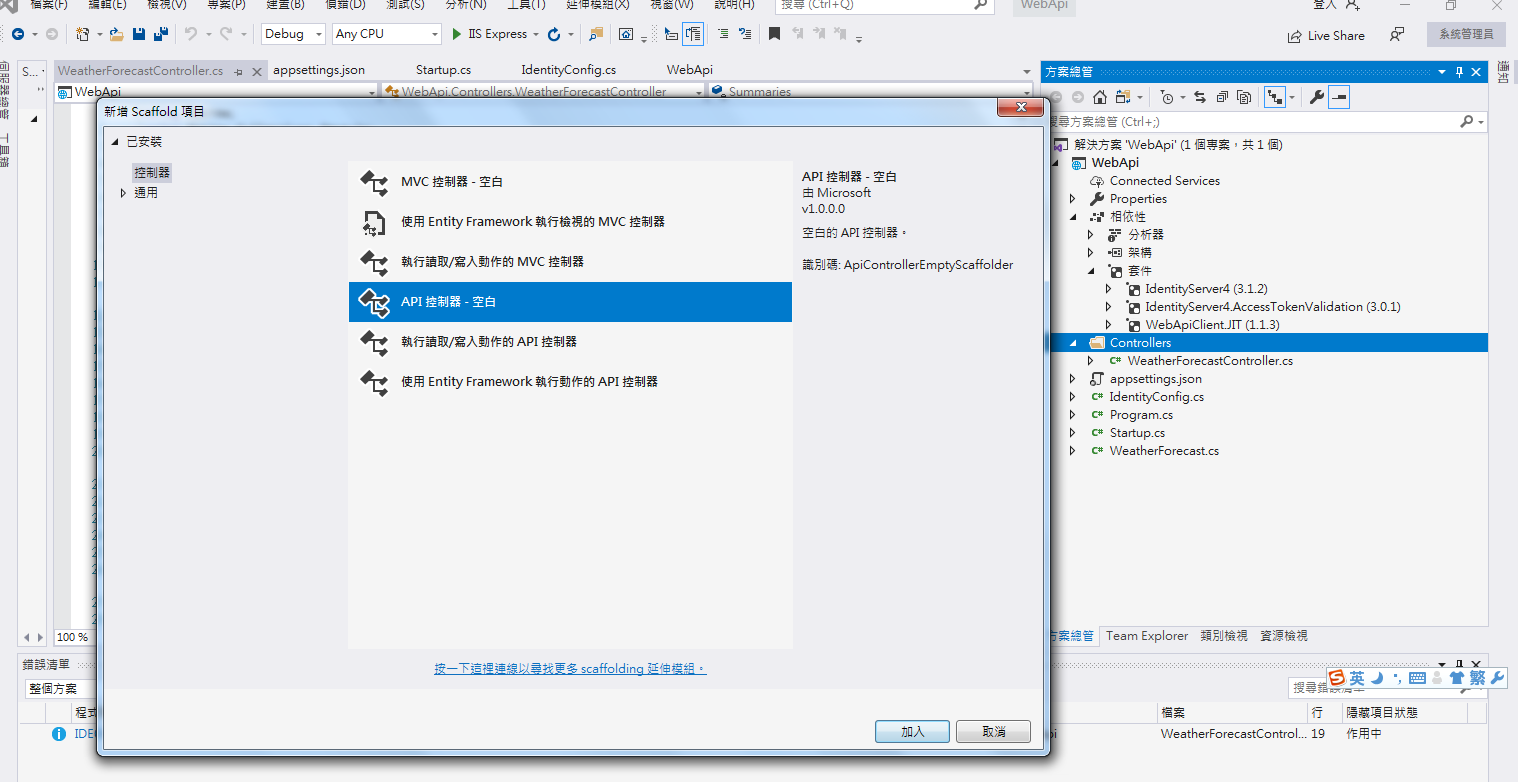 檔案(F) 編輯(E) 檢視(V) 專案(P) 建置(B) 偵錯(D) 測試(S) 分析(N) 工具(T) 延伸模組(X) 視窗(W) 說明(H) 搜尋 (Ctrl+Q) WebApi 登入
Debug Any CPU IIS Express Live Share 系統管理員
S... WeatherForecastController.cs appsettings.json Startup.cs IdentityConfig.cs WebApi
WebApi WebApi.Controllers.WeatherForecastController Summaries
伺服器總管 工具箱
通知
新增 Scaffold 項目
已安裝
控制器
通用
MVC 控制器 - 空白
使用 Entity Framework 執行檢視的 MVC 控制器
執行讀取/寫入動作的 MVC 控制器
API 控制器 - 空白
執行讀取/寫入動作的 API 控制器
使用 Entity Framework 執行動作的 API 控制器
API 控制器 - 空白
由 Microsoft
v1.0.0.0
空白的 API 控制器。
識別碼: ApiControllerEmptyScaffolder
按一下這裡連線以尋找更多 scaffolding 延伸模組。
加入 取消
方案總管
搜尋方案總管 (Ctrl+;)
解決方案 'WebApi' (1 個專案，共 1 個)
WebApi
Connected Services
Properties
相依性
分析器
架構
套件
IdentityServer4 (3.1.2)
IdentityServer4.AccessTokenValidation (3.0.1)
WebApiClient.JIT (1.1.3)
Controllers
C# WeatherForecastController.cs
appsettings.json
C# IdentityConfig.cs
C# Program.cs
C# Startup.cs
C# WeatherForecast.cs
方案總管 Team Explorer 類別檢視 資源檢視
100 %
錯誤清單
整個方案
搜尋錯誤清單
英 繁
程式
檔案 行 隱藏項目狀態
WeatherForecastControl... 19 作用中